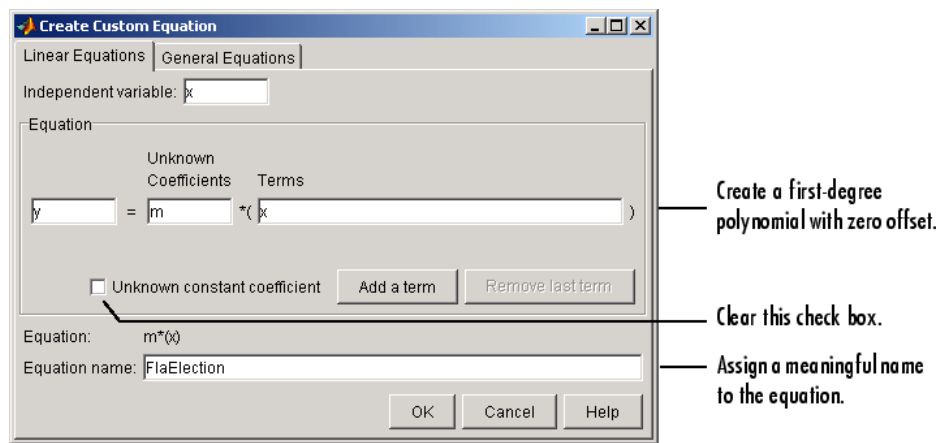 Create Custom Equation
Linear Equations General Equations
Independent variable: x
Equation
Unknown
Coefficients Terms
y = m *( x )
Create a first-degree
polynomial with zero offset.
Unknown constant coefficient Add a term Remove last term
Clear this check box.
Equation: m*(x)
Equation name: FlaElection
Assign a meaningful name
to the equation.
OK Cancel Help